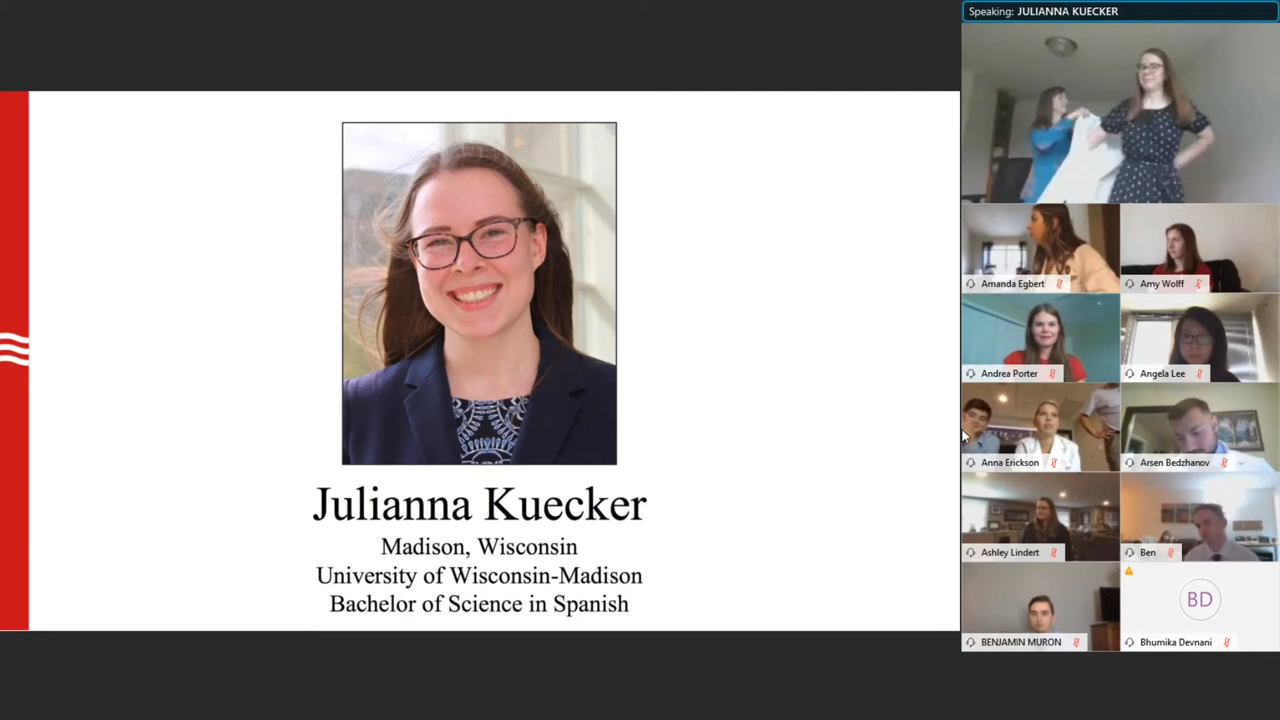 Speaking: JULIANNA KUECKER
Julianna Kuecker
Madison, Wisconsin
University of Wisconsin-Madison
Bachelor of Science in Spanish
Amanda Egbert
Amy Wolff
Andrea Porter
Angela Lee
Anna Erickson
Arsen Bedzhanov
Ashley Lindert
Ben
BENJAMIN MURON
BD
Bhumika Devnani